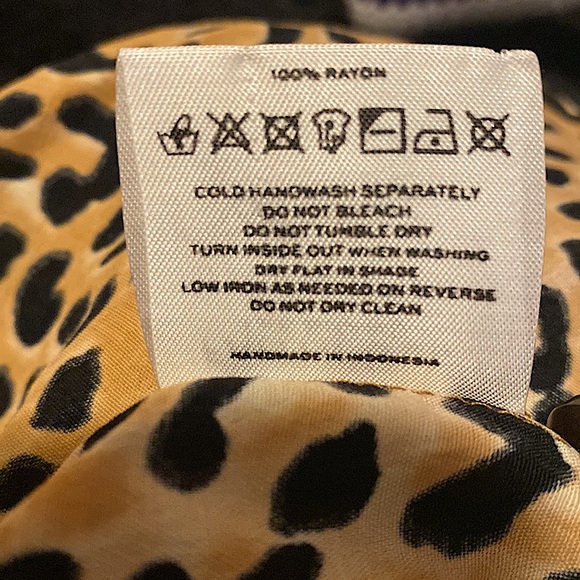 100% RAYON
COLD HANDWASH SEPARATELY
DO NOT BLEACH
DO NOT TUMBLE DRY
TURN INSIDE OUT WHEN WASHING
DRY FLAT IN SHADE
LOW IRON AS NEEDED ON REVERSE
DO NOT DRY CLEAN
HANDMADE IN INDONESIA